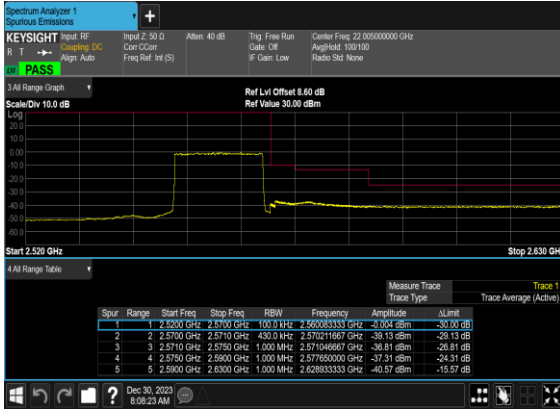 Spectrum Analyzer 1
Spurious Emissions
+
KEYSIGHT Input: RF Input Z: 50 Ω Atten: 40 dB Trig: Free Run Center Freq: 22.005000000 GHz
R T Coupling: DC Corr CCorr Gate: Off Avg|Hold: 100/100
Align: Auto Freq Ref: Int (S) IF Gain: Low Radio Std: None
PASS
3 All Range Graph
Ref Lvl Offset 8.60 dB
Scale/Div 10.0 dB Ref Value 30.00 dBm
Log
20.0
10.0
0.00
-10.0
-20.0
-30.0
-40.0
-50.0
-60.0
Start 2.520 GHz Stop 2.630 GH
4 All Range Table
Measure Trace Trace 1
Trace Type Trace Average (Active)
Spur Range Start Freq Stop Freq RBW Frequency Amplitude ΔLimit
1 1 2.5200 GHz 2.5700 GHz 100.0 kHz 2.560083333 GHz -0.004 dBm -30.00 dB
2 2 2.5700 GHz 2.5710 GHz 430.0 kHz 2.570211667 GHz -39.13 dBm -29.13 dB
3 3 2.5710 GHz 2.5750 GHz 1.000 MHz 2.571046667 GHz -36.81 dBm -26.81 dB
4 4 2.5750 GHz 2.5900 GHz 1.000 MHz 2.577650000 GHz -37.31 dBm -24.31 dB
5 5 2.5900 GHz 2.6300 GHz 1.000 MHz 2.628933333 GHz -40.57 dBm -15.57 dB
? Dec 30, 2023
8:08:23 AM